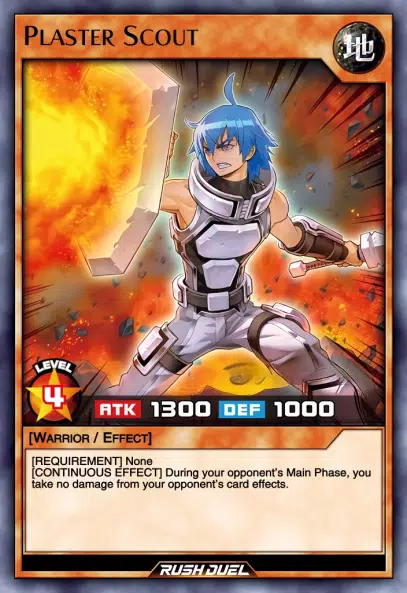 PLASTER SCOUT
地
LEVEL
4
ATK 1300 DEF 1000
[WARRIOR / EFFECT]
[REQUIREMENT] None
[CONTINUOUS EFFECT] During your opponent's Main Phase, you
take no damage from your opponent's card effects.
RUSH DUEL